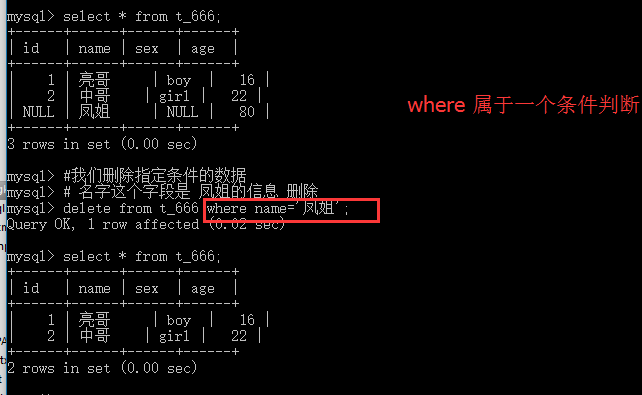 mysql> select * from t_666;
+------+------+------+------+
| id   | name | sex  | age  |
+------+------+------+------+
|    1 | 亮哥     | boy  |   16 |
|    2 | 中哥    | girl |   22 |
| NULL | 凤姐     | NULL |   80 |
+------+------+------+------+
3 rows in set (0.00 sec)
where 属于一个条件判断
mysql> #我们删除指定条件的数据
mysql> # 名字这个字段是 凤姐的信息 删除
mysql> delete from t_666 where name='凤姐';
Query OK, 1 row affected (0.02 sec)
mysql> select * from t_666;
+------+------+------+------+
| id   | name | sex  | age  |
+------+------+------+------+
|    1 | 亮哥     | boy  |   16 |
|    2 | 中哥    | girl |   22 |
+------+------+------+------+
2 rows in set (0.00 sec)